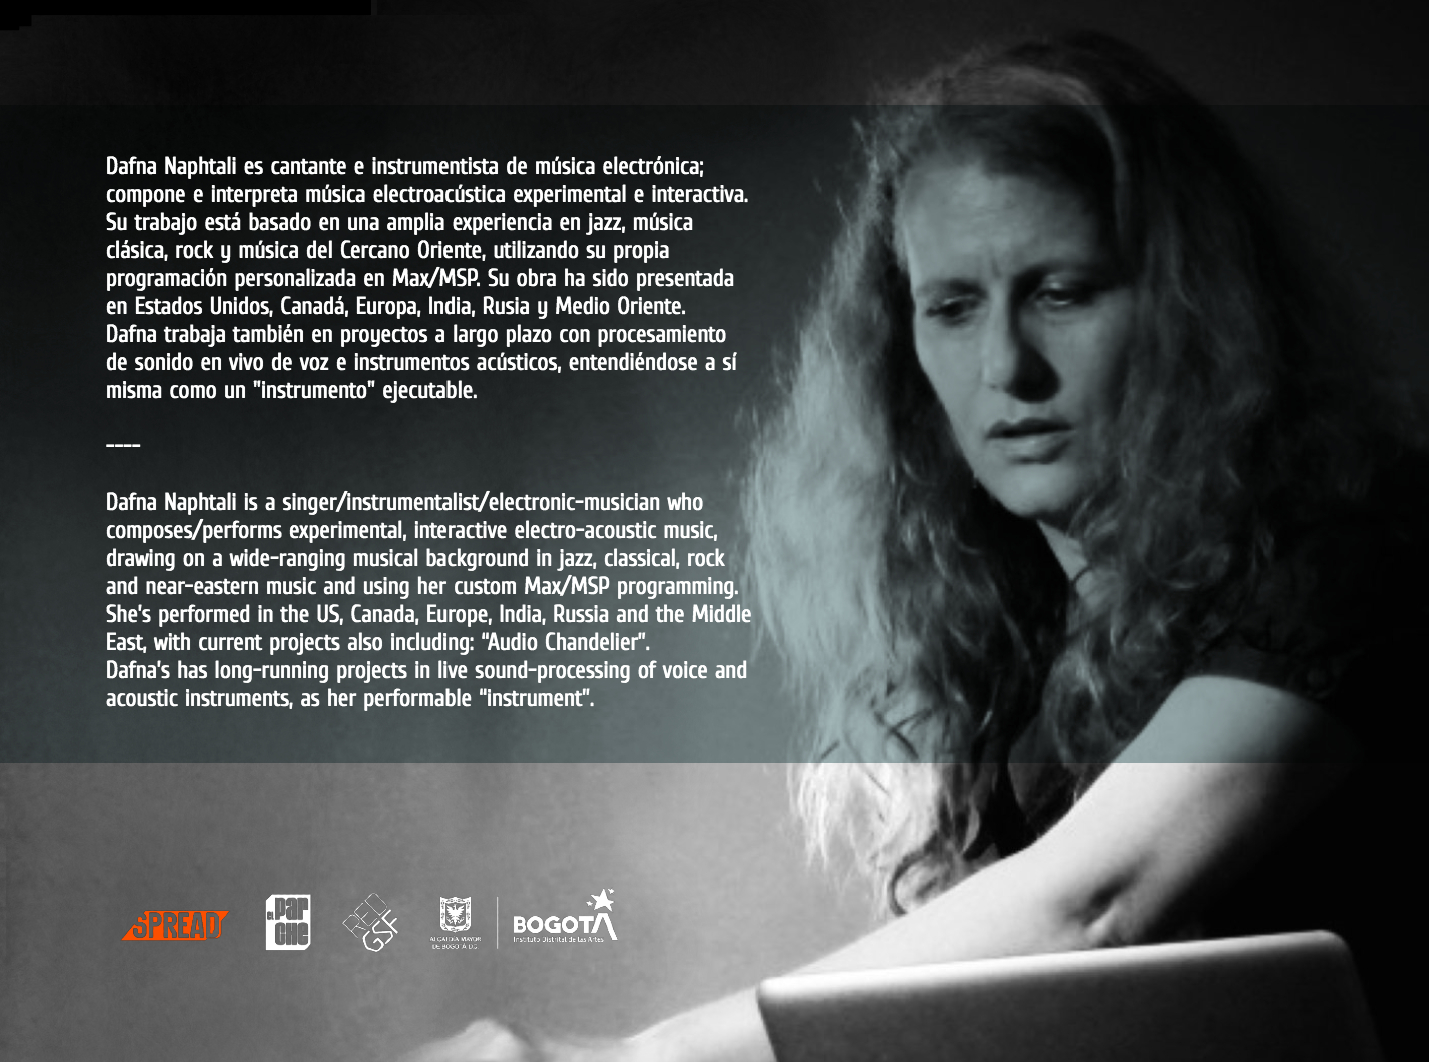 Dafna Naphtali es cantante e instrumentista de música electrónica;
compone e interpreta música electroacústica experimental e interactiva.
Su trabajo está basado en una amplia experiencia en jazz, música
clásica, rock y música del Cercano Oriente, utilizando su propia
programación personalizada en Max/MSP. Su obra ha sido presentada
en Estados Unidos, Canadá, Europa, India, Rusia y Medio Oriente.
Dafna trabaja también en proyectos a largo plazo con procesamiento
de sonido en vivo de voz e instrumentos acústicos, entendiéndose a sí
misma como un "instrumento" ejecutable.
----
Dafna Naphtali is a singer/instrumentalist/electronic-musician who
composes/performs experimental, interactive electro-acoustic music,
drawing on a wide-ranging musical background in jazz, classical, rock
and near-eastern music and using her custom Max/MSP programming.
She's performed in the US, Canada, Europe, India, Russia and the Middle
East, with current projects also including: “Audio Chandelier”.
Dafna's has long-running projects in live sound-processing of voice and
acoustic instruments, as her performable “instrument”.
SPREAD
el parche
RED
GSF
ALCALDÍA MAYOR
DE BOGOTÁ D.C.
BOGOTÁ
Instituto Distrital de las Artes